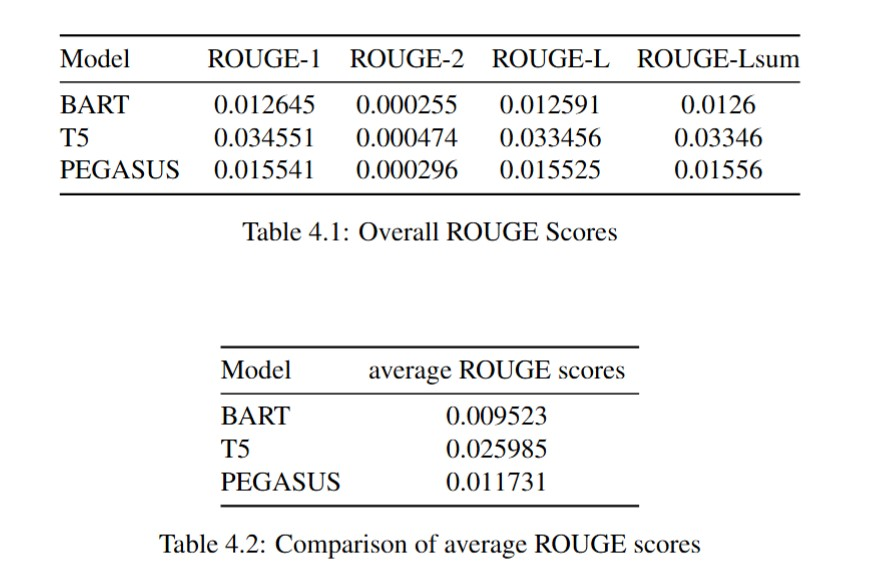 Model ROUGE-1 ROUGE-2 ROUGE-L ROUGE-Lsum
BART 0.012645 0.000255 0.012591 0.0126
T5 0.034551 0.000474 0.033456 0.03346
PEGASUS 0.015541 0.000296 0.015525 0.01556
Table 4.1: Overall ROUGE Scores
Model average ROUGE scores
BART 0.009523
T5 0.025985
PEGASUS 0.011731
Table 4.2: Comparison of average ROUGE scores